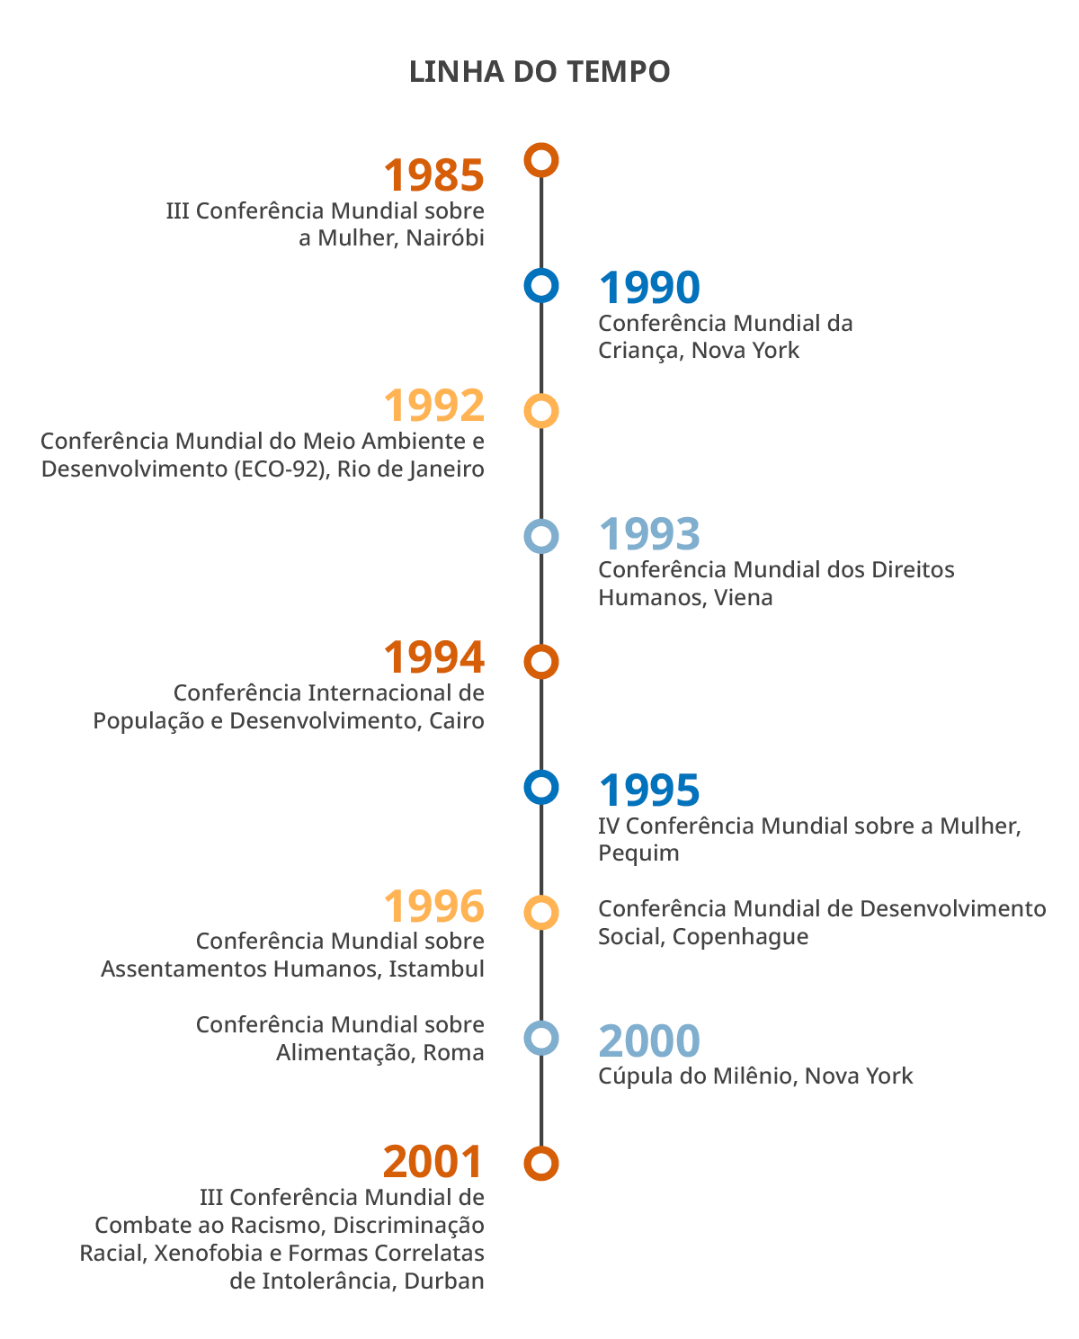 LINHA DO TEMPO
1985
III Conferência Mundial sobre
a Mulher, Nairóbi
1990
Conferência Mundial da
Criança, Nova York
1992
Conferência Mundial do Meio Ambiente e
Desenvolvimento (ECO-92), Rio de Janeiro
1993
Conferência Mundial dos Direitos
Humanos, Viena
1994
Conferência Internacional de
População e Desenvolvimento, Cairo
1995
IV Conferência Mundial sobre a Mulher,
Pequim
Conferência Mundial de Desenvolvimento
Social, Copenhague
1996
Conferência Mundial sobre
Assentamentos Humanos, Istambul
Conferência Mundial sobre
Alimentação, Roma
2000
Cúpula do Milênio, Nova York
2001
III Conferência Mundial de
Combate ao Racismo, Discriminação
Racial, Xenofobia e Formas Correlatas
de Intolerância, Durban